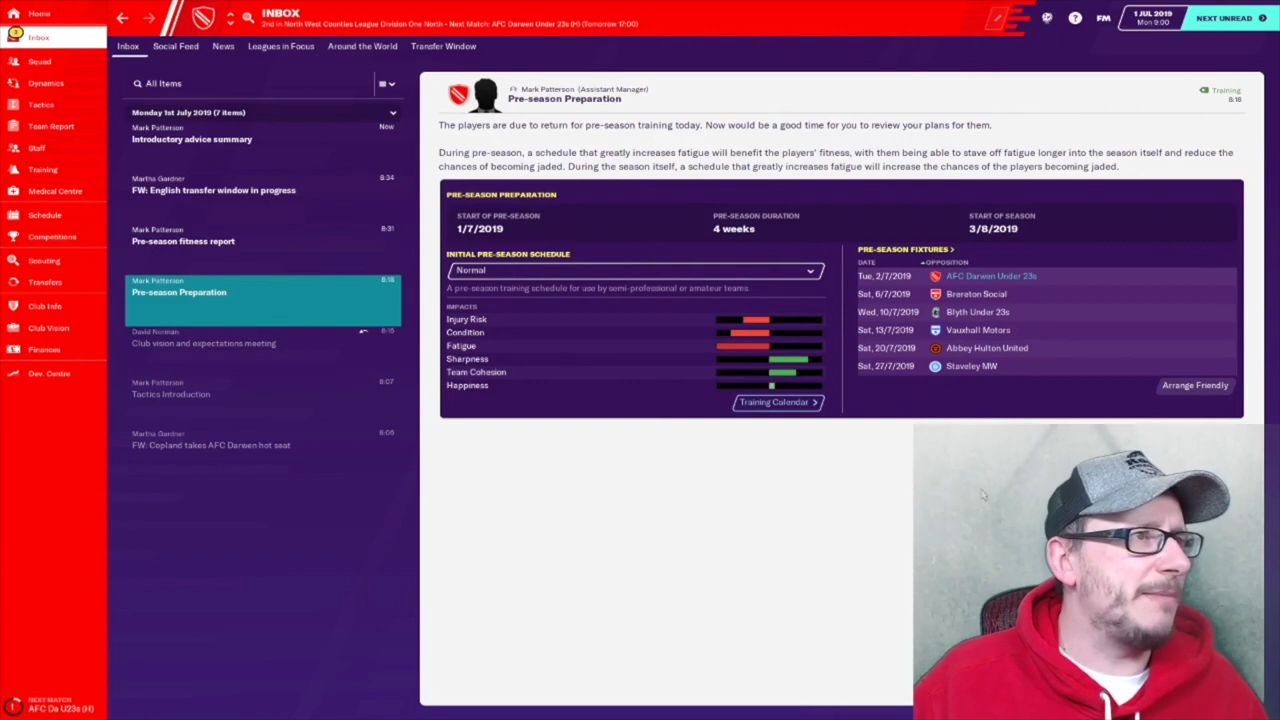 Home
Inbox
Squad
Dynamics
Tactics
Team Report
Staff
Training
Medical Centre
Schedule
Competitions
Scouting
Transfers
Club Info
Club Vision
Finances
Dev. Centre
NEXT MATCH
AFC Da U23s (H)
INBOX
2nd in North West Counties League Division One North - Next Match: AFC Darwen Under 23s (H) (Tomorrow 17:00)
FM
1 JUL 2019
Mon 9:00
NEXT UNREAD
Inbox
Social Feed
News
Leagues in Focus
Around the World
Transfer Window
All Items
Monday 1st July 2019 (7 items)
Mark Patterson
Now
Introductory advice summary
Martha Gardner
8:34
FW: English transfer window in progress
Mark Patterson
8:31
Pre-season fitness report
Mark Patterson
8:18
Pre-season Preparation
David Norman
8:15
Club vision and expectations meeting
Mark Patterson
8:07
Tactics Introduction
Martha Gardner
FW: Copland takes AFC Darwen hot seat
Mark Patterson (Assistant Manager)
Pre-season Preparation
Training
8:18
The players are due to return for pre-season training today. Now would be a good time for you to review your plans for them.
During pre-season, a schedule that greatly increases fatigue will benefit the players' fitness, with them being able to stave off fatigue longer into the season itself and reduce the
chances of becoming jaded. During the season itself, a schedule that greatly increases fatigue will increase the chances of the players becoming jaded.
PRE-SEASON PREPARATION
START OF PRE-SEASON
1/7/2019
PRE-SEASON DURATION
4 weeks
START OF SEASON
3/8/2019
INITIAL PRE-SEASON SCHEDULE
Normal
A pre-season training schedule for use by semi-professional or amateur teams.
IMPACTS
Injury Risk
Condition
Fatigue
Sharpness
Team Cohesion
Happiness
Training Calendar
PRE-SEASON FIXTURES
DATE
OPPOSITION
Tue, 2/7/2019 AFC Darwen Under 23s
Sat, 6/7/2019 Brereton Social
Wed, 10/7/2019 Blyth Under 23s
Sat, 13/7/2019 Vauxhall Motors
Sat, 20/7/2019 Abbey Hulton United
Sat, 27/7/2019 Staveley MW
Arrange Friendly